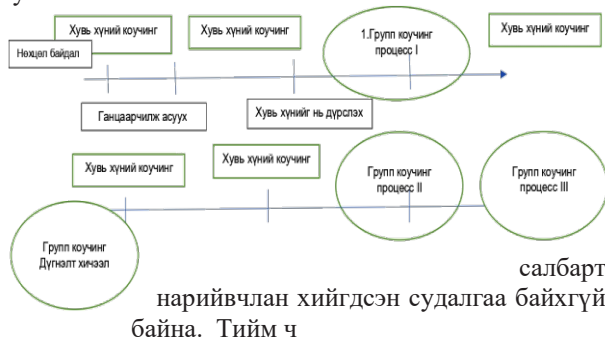 Хувь хүний коучинг
Хувь хүний коучинг
1.Групп коучинг
процесс I
Хувь хүний коучинг
Нөхцөл байдал
Ганцаарчилж асуух
Хувь хүнийг нь дүрслэх
Хувь хүний коучинг
Хувь хүний коучинг
Групп коучинг
процесс II
Групп коучинг
процесс III
Групп коучинг
Дүгнэлт хичээл
салбарт
нарийвчлан хийгдсэн судалгаа байхгүй
байна. Тийм ч